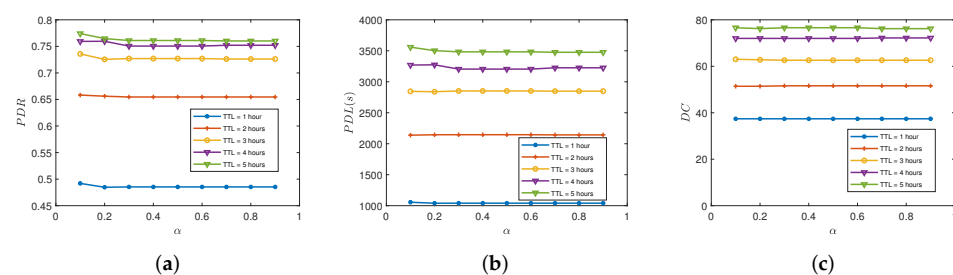 PDR
0.8
0.75
0.7
0.65
0.6
0.55
0.5
0.45
0
0.2
0.4
0.6
0.8
1
α
TTL = 1 hour
TTL = 2 hours
TTL = 3 hours
TTL = 4 hours
TTL = 5 hours
(a)
PDL(s)
4000
3500
3000
2500
2000
1500
1000
0
0.2
0.4
0.6
0.8
1
α
TTL = 1 hour
TTL = 2 hours
TTL = 3 hours
TTL = 4 hours
TTL = 5 hours
(b)
DC
80
60
40
20
0
0
0.2
0.4
0.6
0.8
1
α
TTL = 1 hour
TTL = 2 hours
TTL = 3 hours
TTL = 4 hours
TTL = 5 hours
(c)